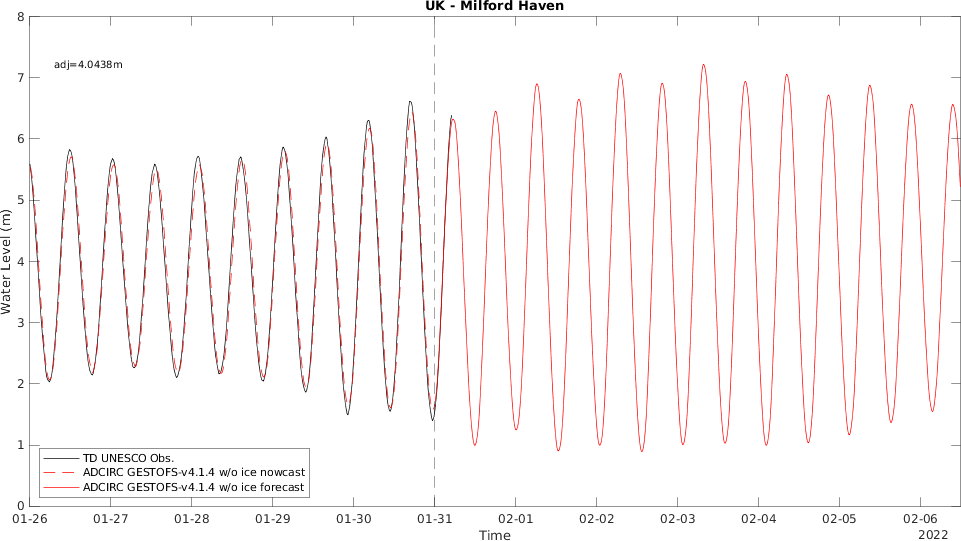 UK - Milford Haven
8
7
6
5
4
3
2
1
0
Water Level (m)
adj=4.0438m
TD UNESCO Obs.
ADCIRC GESTOFS-v4.1.4 w/o ice nowcast
ADCIRC GESTOFS-v4.1.4 w/o ice forecast
01-26 01-27 01-28 01-29 01-30 01-31 02-01 02-02 02-03 02-04 02-05 02-06
Time
2022